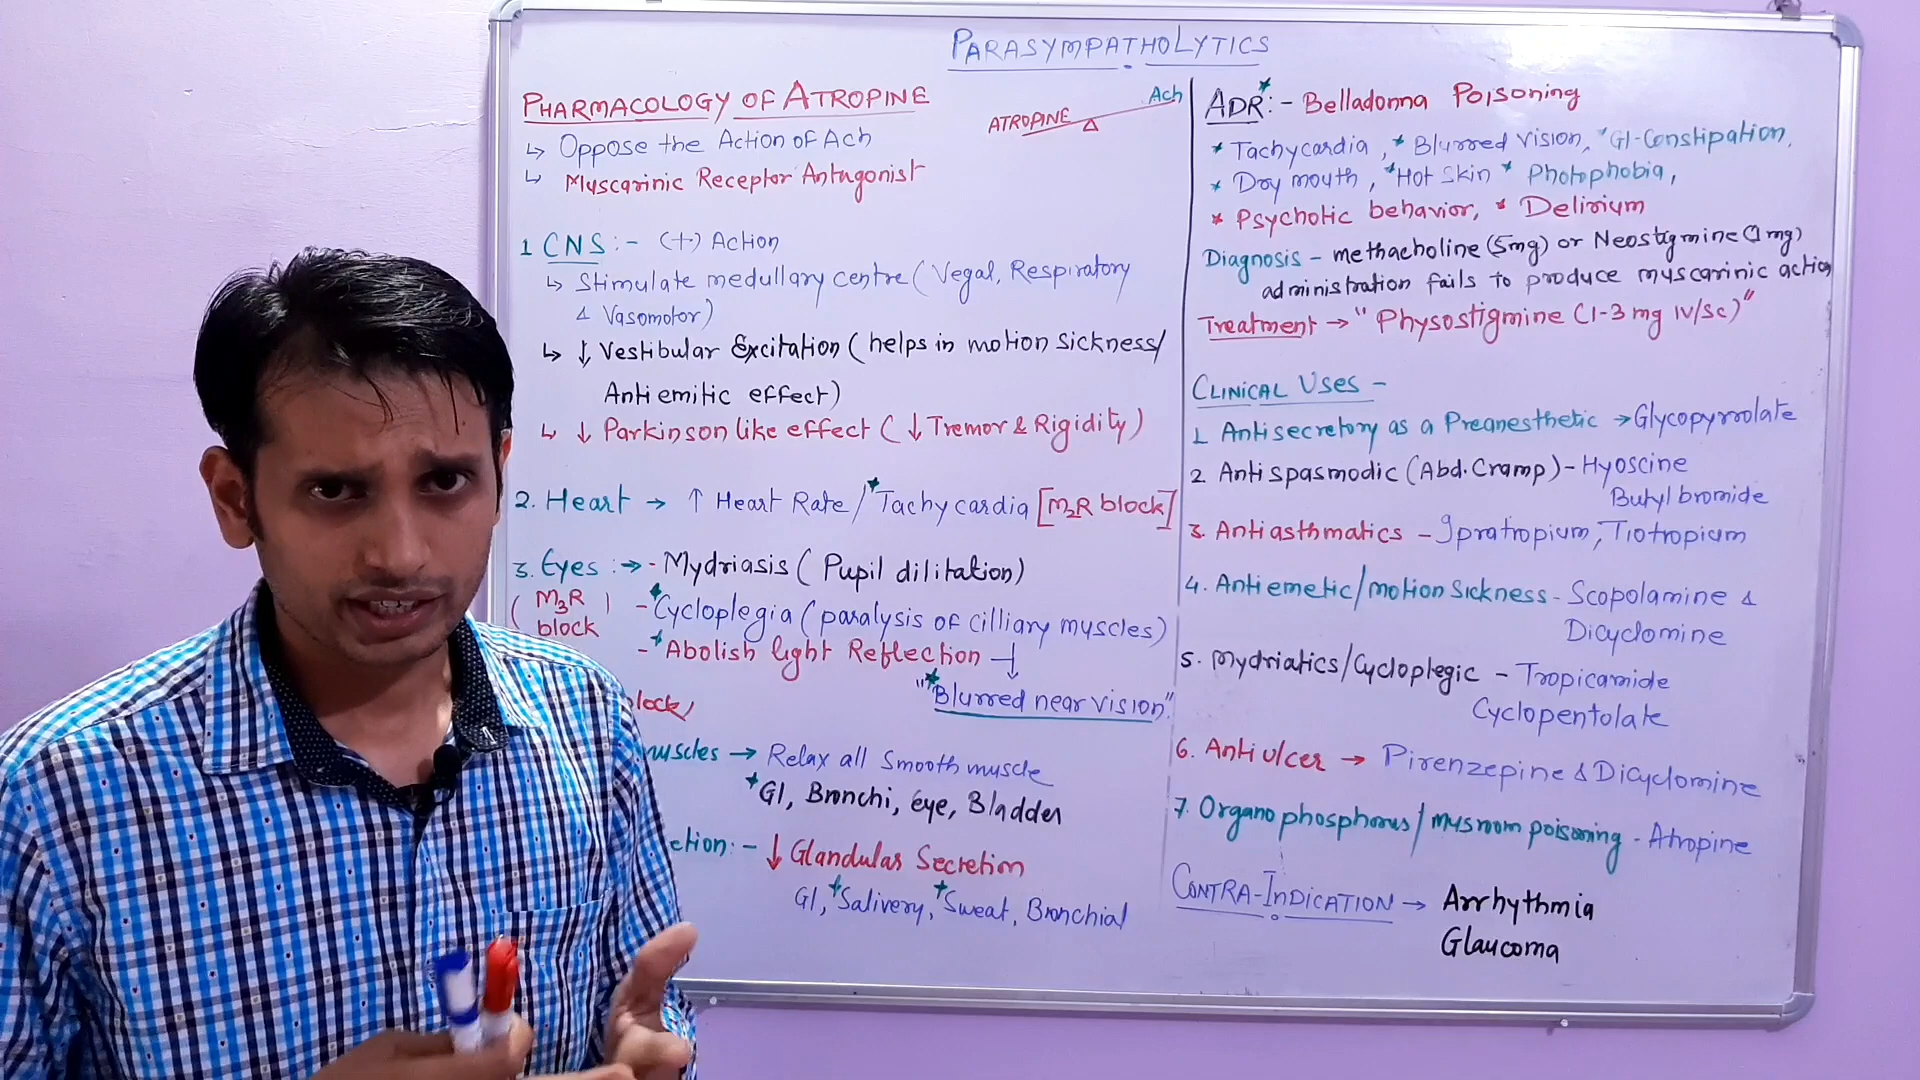 PARASYMPATHOLYTICS
PHARMACOLOGY OF ATROPINE
ATROPINE Ach
↳ Oppose the Action of Ach
↳ Muscarinic Receptor Antagonist
1 CNS :- (+) Action
↳ Stimulate medullary centre (Vegal, Respiratory
& Vasomotor)
↳ ↓ Vestibular Excitation (helps in motion sickness/
Antiemitic effect)
↳ ↓ Parkinson like effect (↓ Tremor & Rigidity)
2. Heart → ↑ Heart Rate / Tachycardia [M2R block]
3. Eyes :→ - Mydriasis (Pupil dilitation)
(M3R block) - Cycloplegia (paralysis of cilliary muscles)
- Abolish light Reflection
"Blurred near vision"
lock)
muscles → Relax all Smooth muscle
GI, Bronchi, eye, Bladder
ction :- ↓ Glandular Secretion
GI, Salivery, Sweat, Bronchial
ADR* :- Belladonna Poisoning
* Tachycardia, * Blurred vision, * GI-Constipation,
* Dry mouth, * Hot Skin * Photophobia,
* Psychotic behavior, * Delirium
Diagnosis - methacholine (5mg) or Neostigmine (1mg)
administration fails to produce muscarinic action
Treatment → "Physostigmine (1-3 mg IV/SC)"
CLINICAL USES -
1 Antisecretory as a Preanesthetic → Glycopyrrolate
2 Antispasmodic (Abd. Cramp) - Hyoscine
Butyl bromide
3. Antiasthmatics - Ipratropium, Tiotropium
4. Antiemetic/motion Sickness - Scopolamine &
Dicyclomine
5. Mydriatics/Cycloplegic - Tropicamide
Cyclopentolate
6. Antiulcer → Pirenzepine & Dicyclomine
7. Organophosphorus/musroom poisoning - Atropine
CONTRA-INDICATION → Arrhythmia
Glaucoma